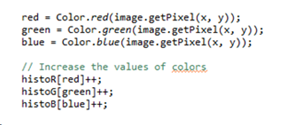 red = Color.red(image.getPixel(x, y));
green = Color.green(image.getPixel(x, y));
blue = Color.blue(image.getPixel(x, y));
// Increase the values of colors
histoR[red]++;
histoG[green]++;
histoB[blue]++;